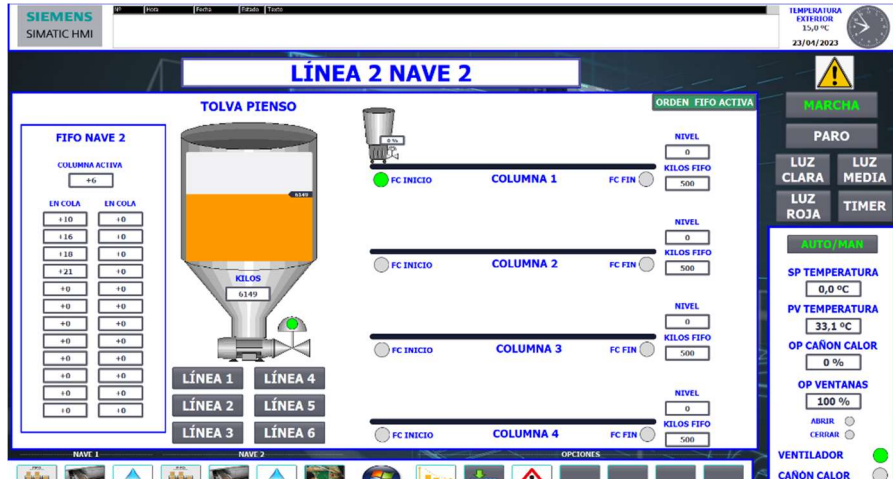 SIEMENS
SIMATIC HMI
Nº Hora Fecha Estado Texto
TEMPERATURA
EXTERIOR
15,0 ºC
23/04/2023
LÍNEA 2 NAVE 2
ORDEN FIFO ACTIVA
MARCHA
PARO
LUZ CLARA
LUZ MEDIA
LUZ ROJA
TIMER
FIFO NAVE 2
COLUMNA ACTIVA
+6
EN COLA EN COLA
+10 +0
+16 +0
+18 +0
+21 +0
+0 +0
+0 +0
+0 +0
+0 +0
+0 +0
+0 +0
+0 +0
+0 +0
TOLVA PIENSO
6149
KILOS
6149
LÍNEA 1 LÍNEA 4
LÍNEA 2 LÍNEA 5
LÍNEA 3 LÍNEA 6
0 %
NIVEL
0
KILOS FIFO
500
FC INICIO COLUMNA 1 FC FIN
NIVEL
0
KILOS FIFO
500
FC INICIO COLUMNA 2 FC FIN
NIVEL
0
KILOS FIFO
500
FC INICIO COLUMNA 3 FC FIN
NIVEL
0
KILOS FIFO
500
FC INICIO COLUMNA 4 FC FIN
AUTO/MAN
SP TEMPERATURA
0,0 ºC
PV TEMPERATURA
33,1 ºC
OP CAÑON CALOR
0 %
OP VENTANAS
100 %
ABRIR
CERRAR
VENTILADOR
CAÑÓN CALOR
NAVE 1 NAVE 2 OPCIONES